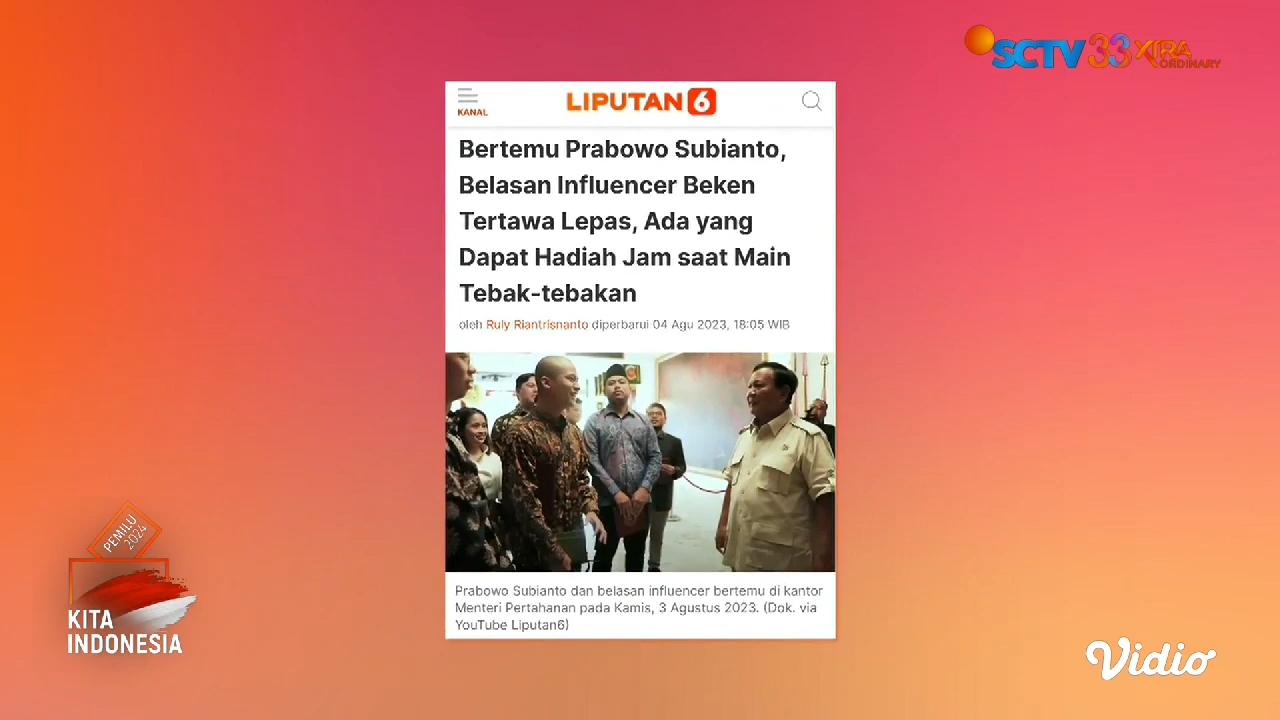 SCTV 33 XTRA
ORDINARY
KANAL
LIPUTAN 6
Bertemu Prabowo Subianto,
Belasan Influencer Beken
Tertawa Lepas, Ada yang
Dapat Hadiah Jam saat Main
Tebak-tebakan
oleh Ruly Riantrisnanto diperbarui 04 Agu 2023, 18:05 WIB
Prabowo Subianto dan belasan influencer bertemu di kantor
Menteri Pertahanan pada Kamis, 3 Agustus 2023. (Dok. via
YouTube Liputan6)
PEMILU
2024
KITA
INDONESIA
Vidio